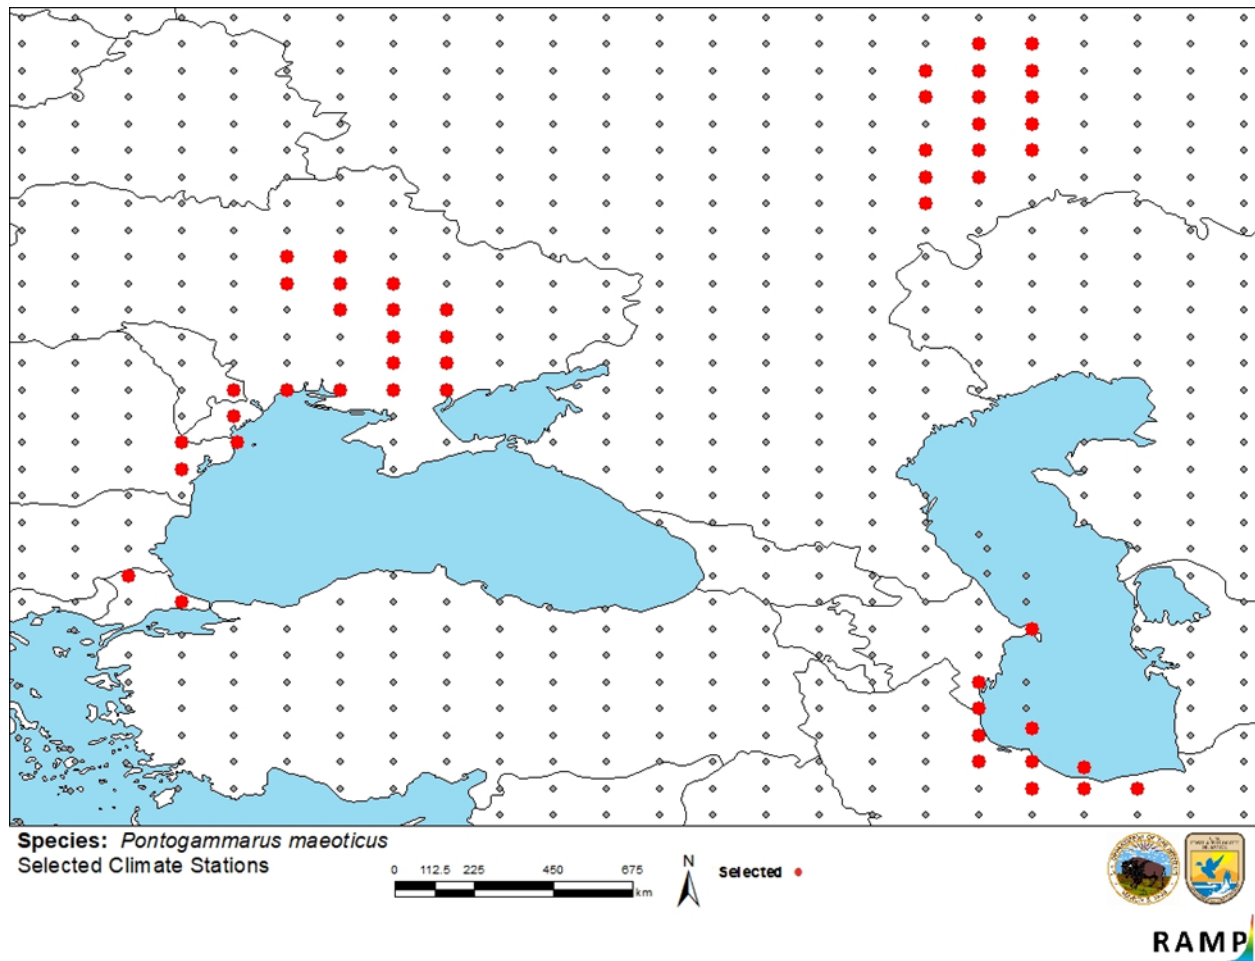 Species: Pontogammarus maeoticus
Selected Climate Stations
0 112.5 225 450 675
km
N
Selected
RAMP